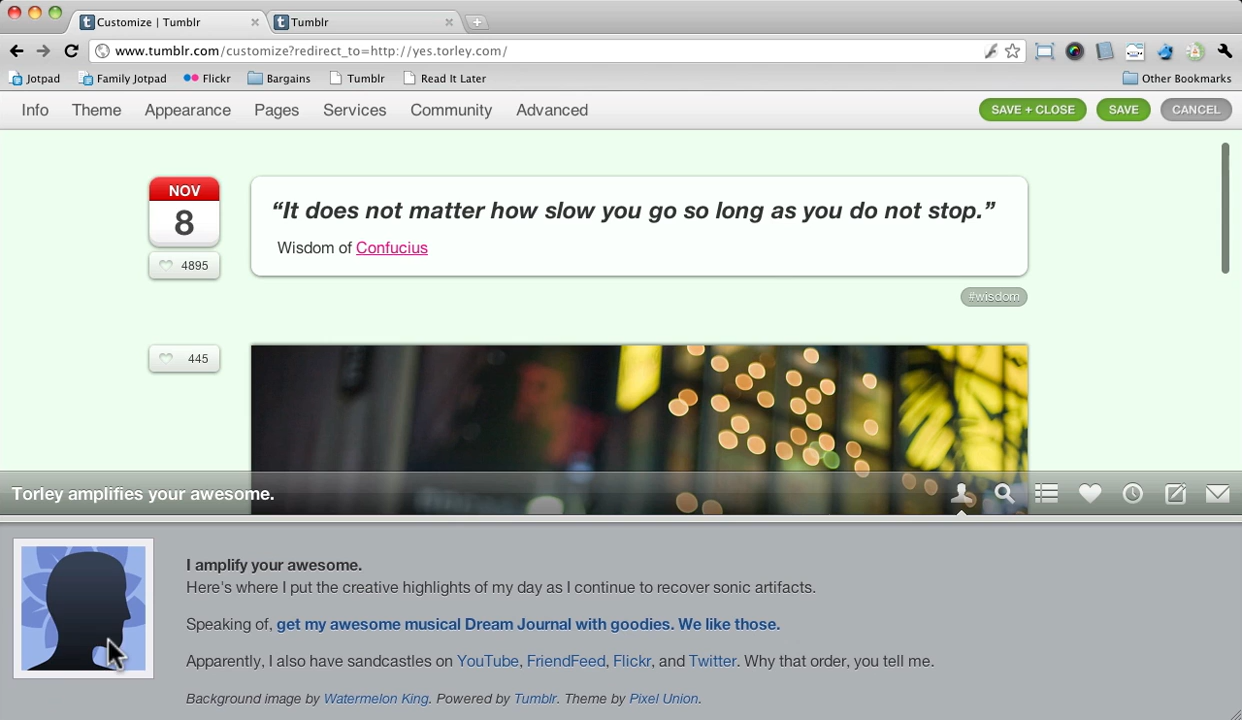 Customize | Tumblr
Tumblr
www.tumblr.com/customize?redirect_to=http://yes.torley.com/
Jotpad Family Jotpad Flickr Bargains Tumblr Read It Later Other Bookmarks
Info Theme Appearance Pages Services Community Advanced SAVE + CLOSE SAVE CANCEL
NOV
8
4895
“It does not matter how slow you go so long as you do not stop.”
Wisdom of Confucius
#wisdom
445
Torley amplifies your awesome.
I amplify your awesome.
Here's where I put the creative highlights of my day as I continue to recover sonic artifacts.
Speaking of, get my awesome musical Dream Journal with goodies. We like those.
Apparently, I also have sandcastles on YouTube, FriendFeed, Flickr, and Twitter. Why that order, you tell me.
Background image by Watermelon King. Powered by Tumblr. Theme by Pixel Union.